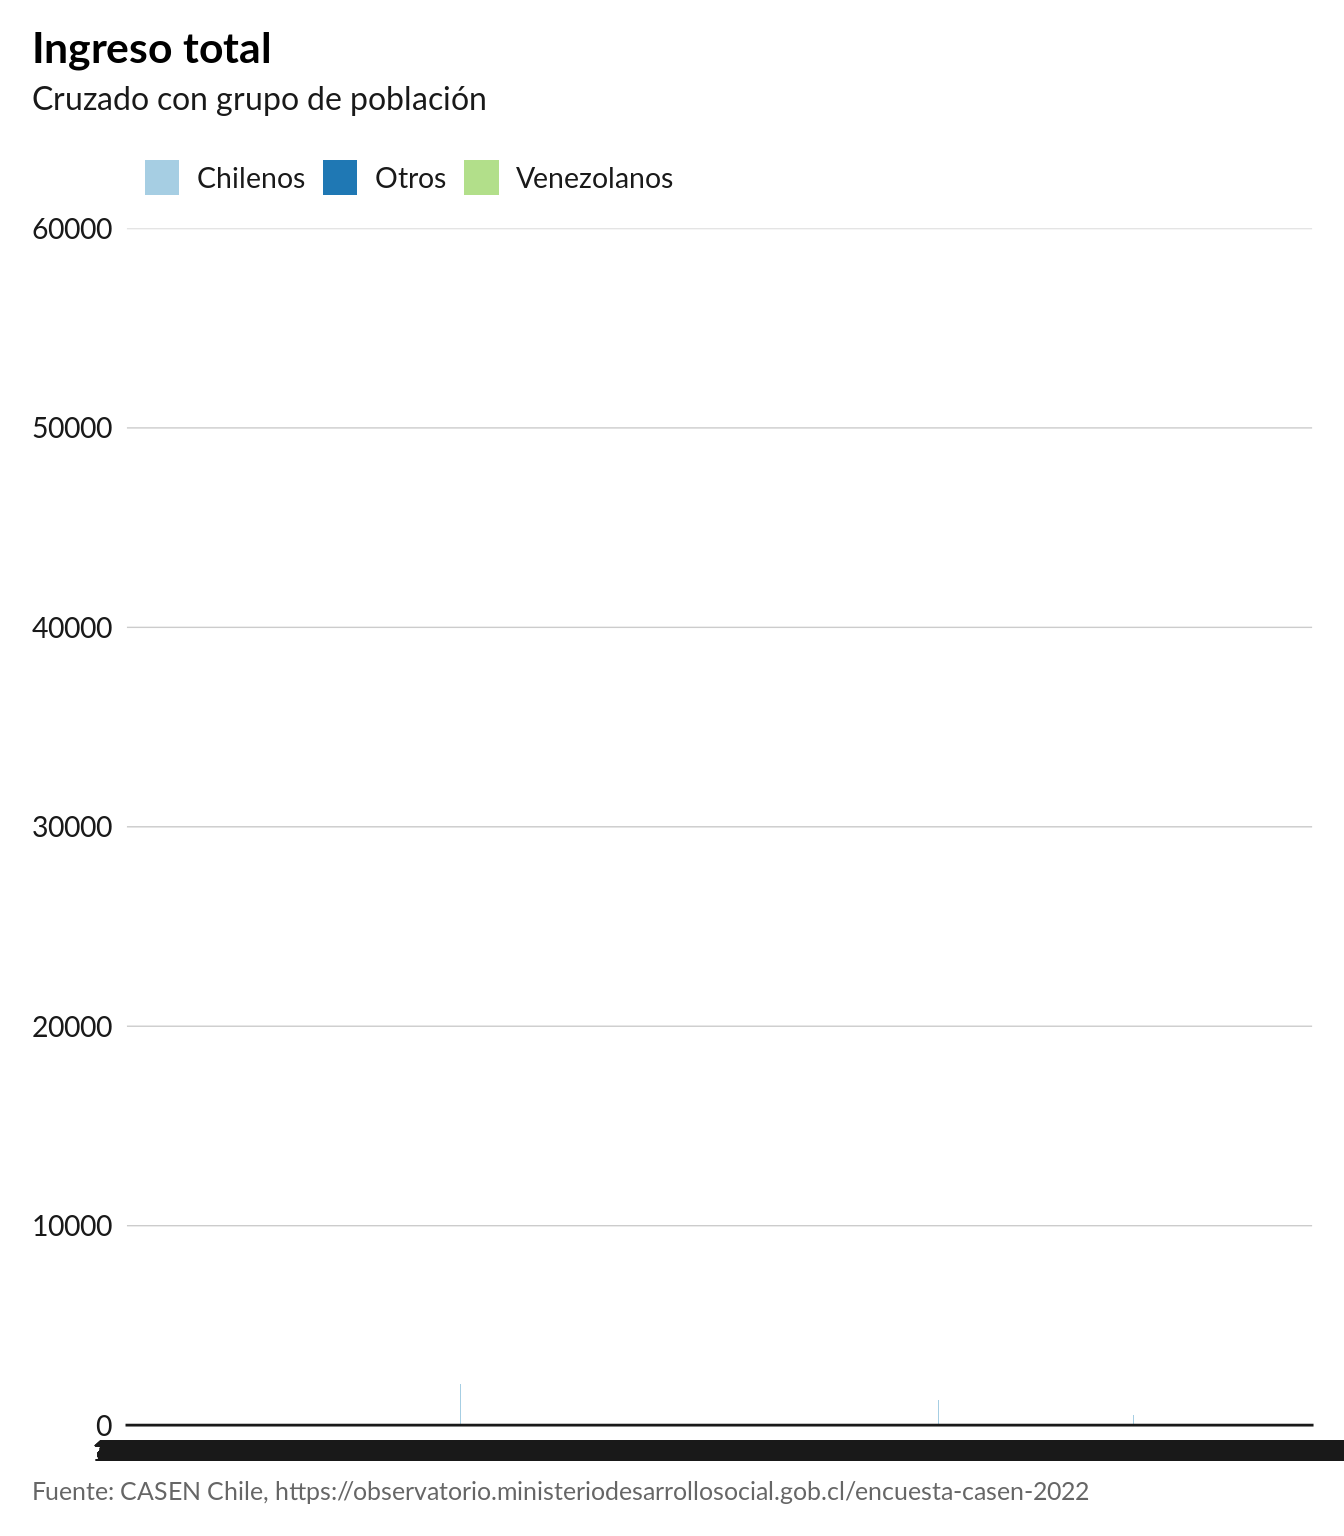 Ingreso total
Cruzado con grupo de población
Chilenos Otros Venezolanos
60000
50000
40000
30000
20000
10000
0
Fuente: CASEN Chile, https://observatorio.ministeriodesarrollosocial.gob.cl/encuesta-casen-2022